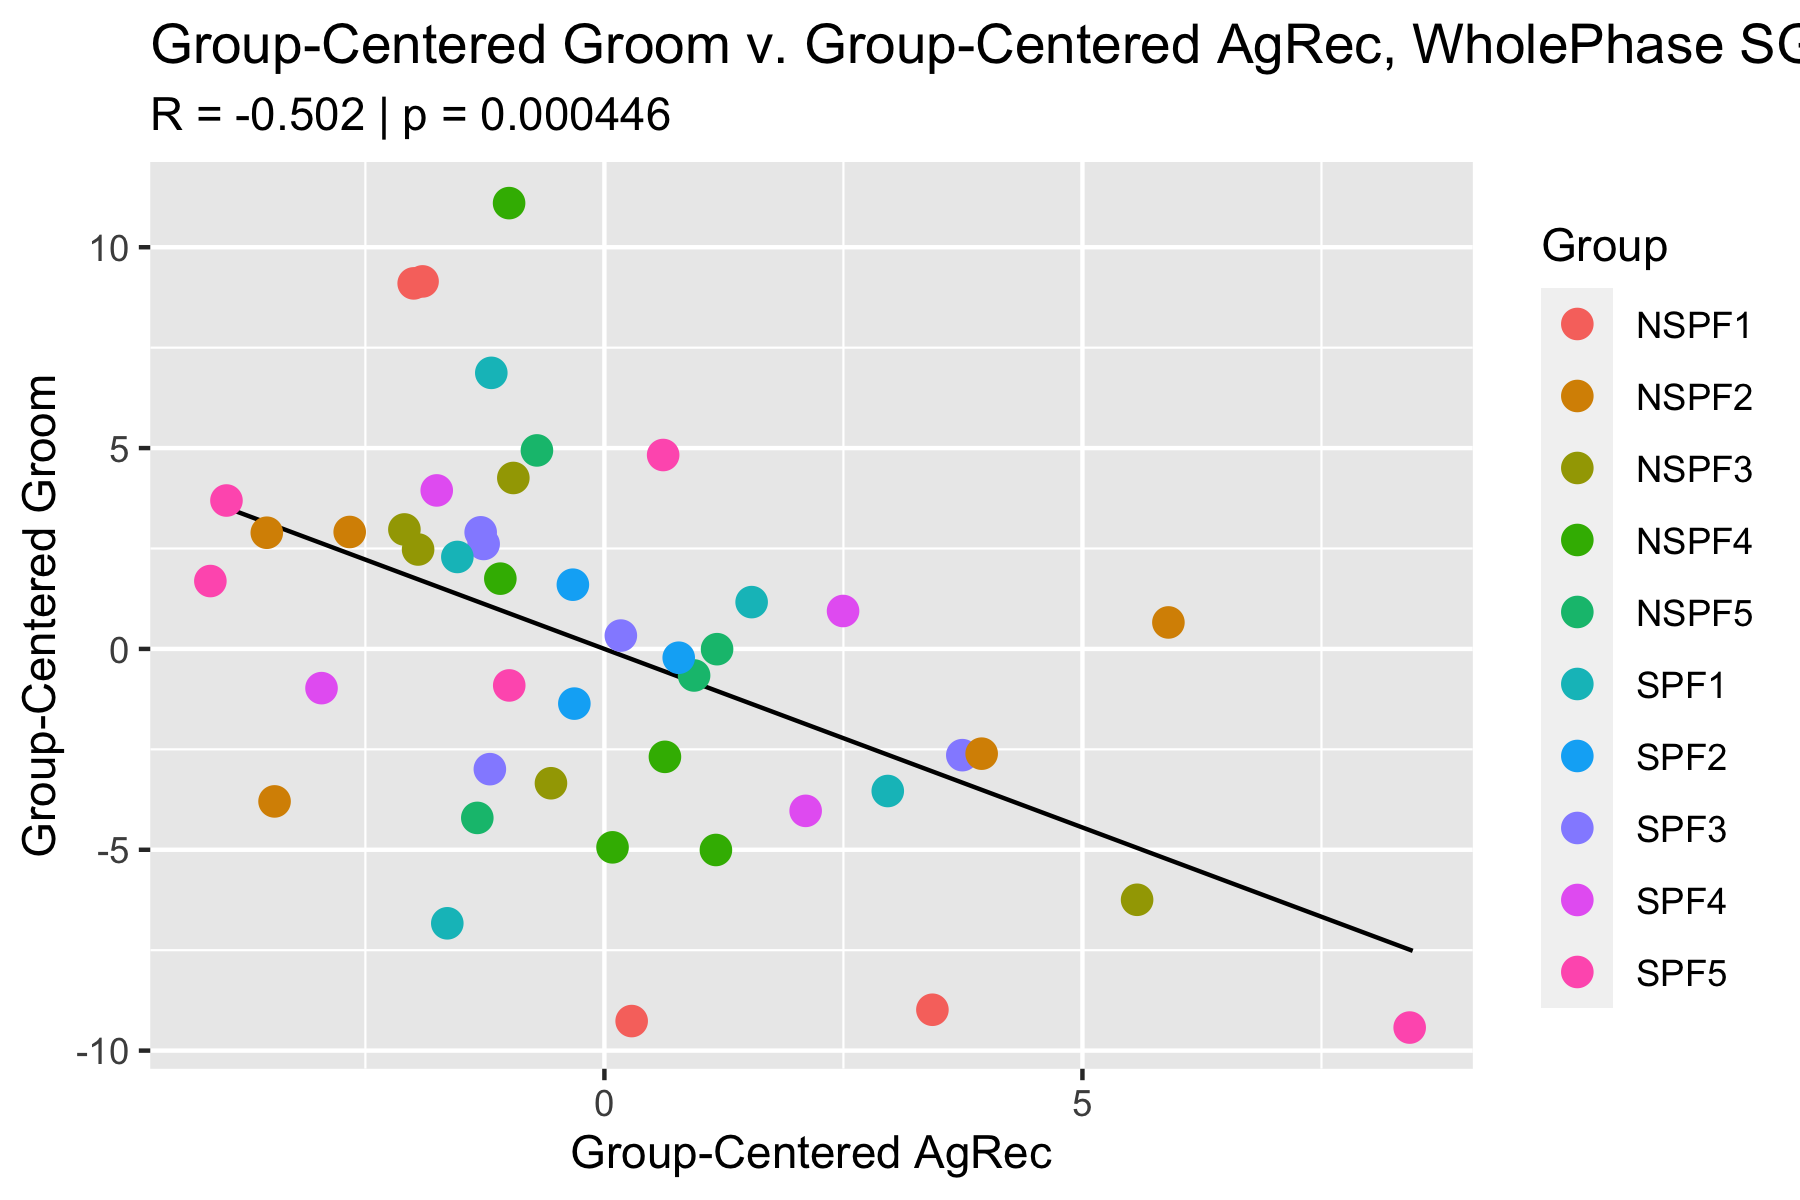 Group-Centered Groom v. Group-Centered AgRec, WholePhase
R = -0.502 | p = 0.000446
10
5
0
-5
-10
Group-Centered Groom
0
5
Group-Centered AgRec
Group
NSPF1
NSPF2
NSPF3
NSPF4
NSPF5
SPF1
SPF2
SPF3
SPF4
SPF5